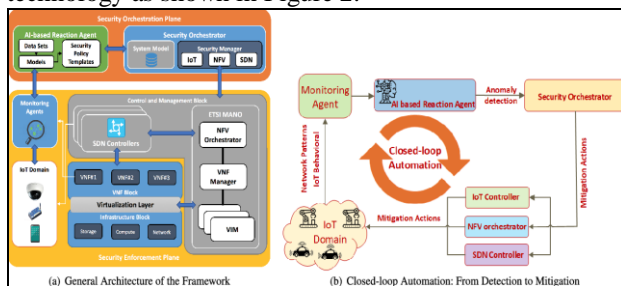 technology as shown in Figure 2.
Security Orchestration Plane
AI-based Reaction Agent
Data Sets
Models
Security
Policy
Templates
Security Orchestrator
System Model
Security Manager
IoT
NFV
SDN
Monitoring
Agents
IoT Domain
Control and Management Block
SDN Controllers
ETSI MANO
NFV
Orchestrator
VNF
Manager
VIM
VNF#1
VNF#2
VNF#3
VNF Block
Virtualization Layer
Infrastructure Block
Storage
Compute
Network
Security Enforcement Plane
(a) General Architecture of the Framework
Monitoring
Agent
AI based Reaction Agent
Anomaly
detection
Security Orchestrator
Network Patterns
IoT Behavioral
Closed-loop
Automation
Mitigation Actions
IoT Controller
NFV orchestrator
SDN Controller
Mitigation Actions
IoT
Domain
(b) Closed-loop Automation: From Detection to Mitigation